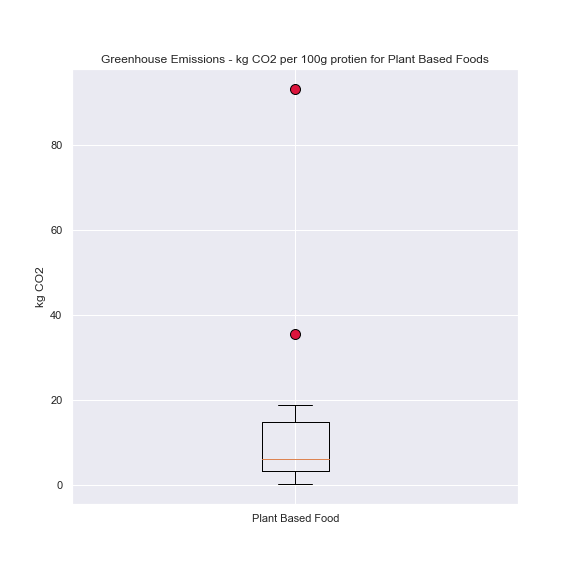 Greenhouse Emissions - kg CO2 per 100g protien for Plant Based Foods
80
60
40
20
0
kg CO2
Plant Based Food